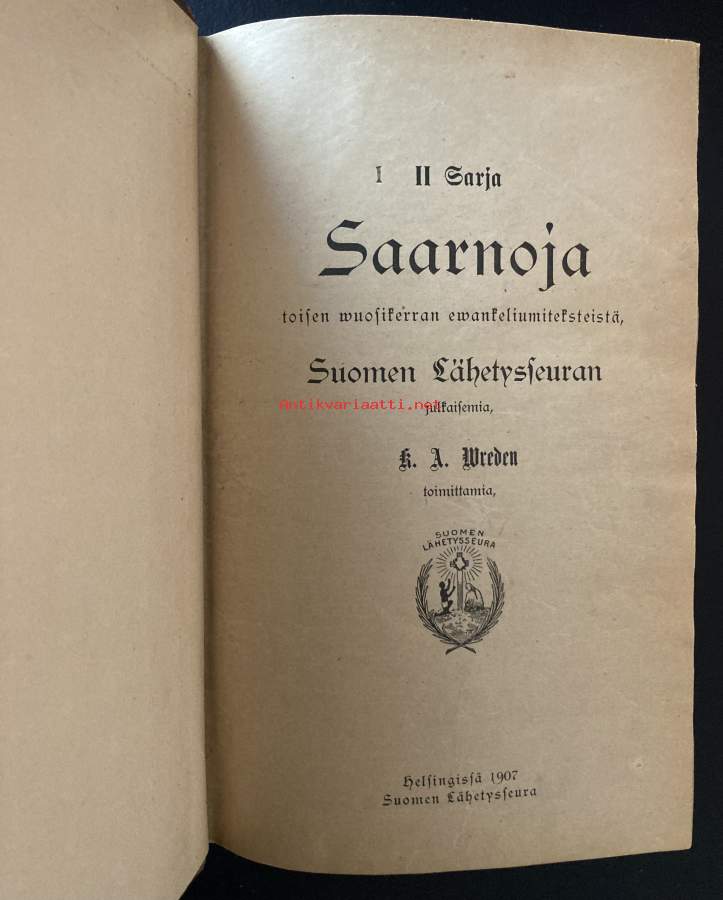 I II Sarja
Saarnoja
toisen wuosikerran ewankeliumiteksteistä,
Suomen Lähetysseuran
Antikvariaatti.net
julkaisemia,
K. A. Wreden
toimittamia,
SUOMEN
LÄHETYSSEURA
Helsingissä 1907
Suomen Lähetysseura